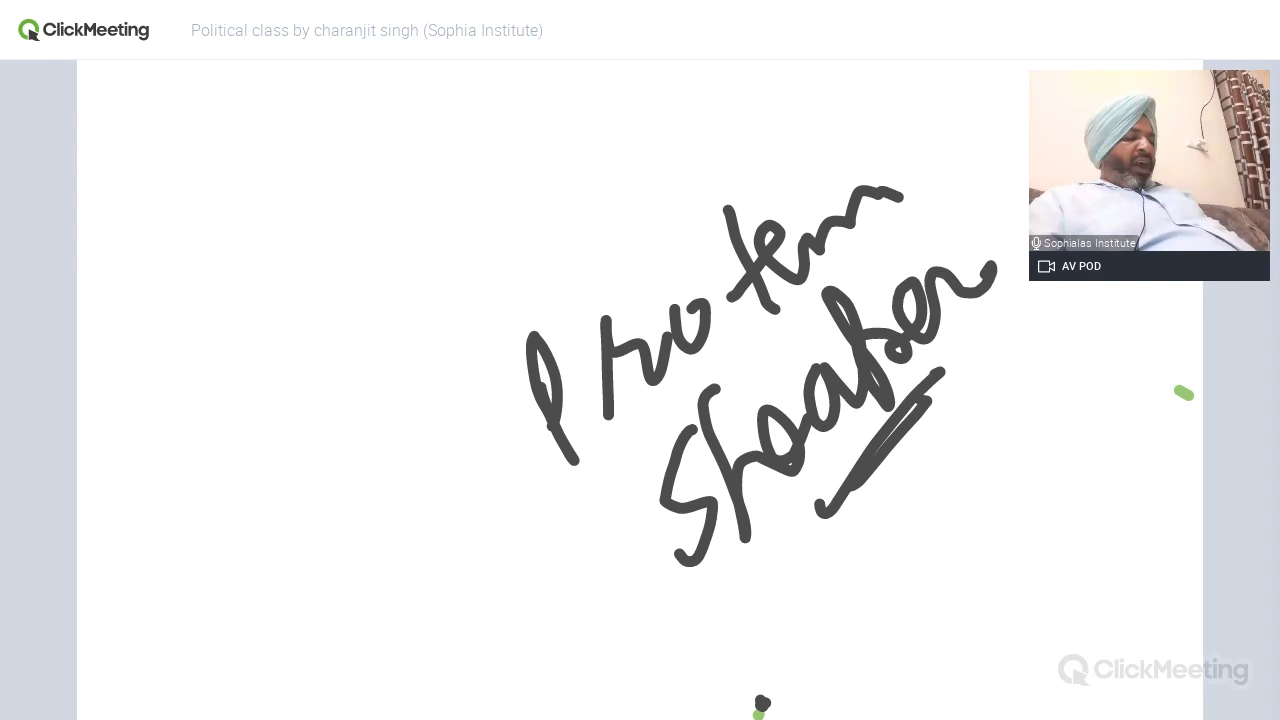 ClickMeeting
Political class by charanjit singh (Sophia Institute)
Sophialas Institute
AV POD
Protem
Speaker
ClickMeeting